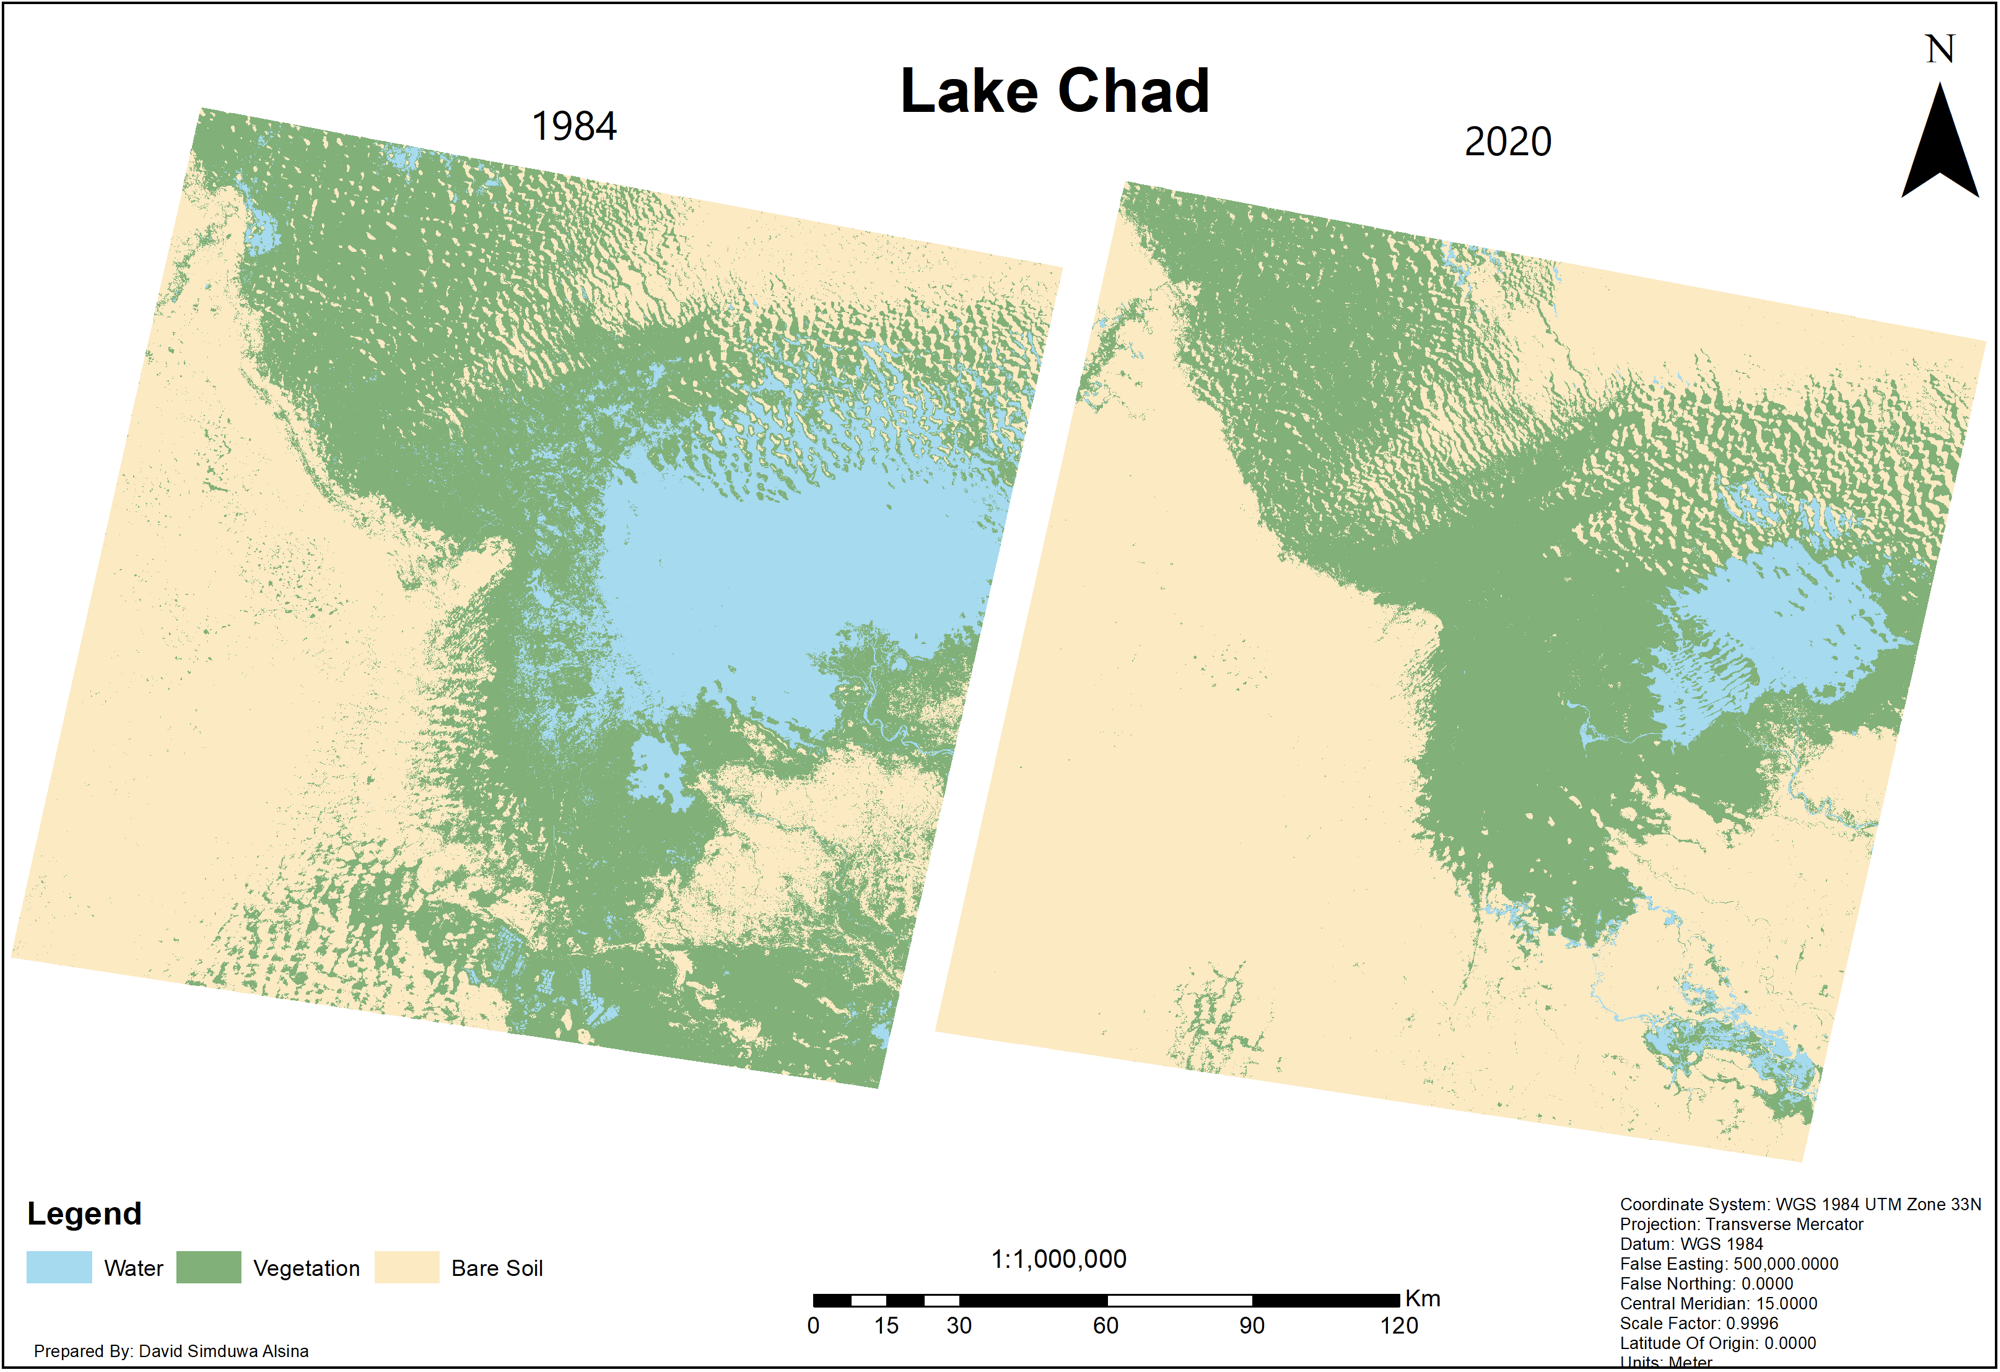 Lake Chad
N
1984
2020
Legend
Water
Vegetation
Bare Soil
1:1,000,000
Km
0 15 30 60 90 120
Coordinate System: WGS 1984 UTM Zone 33N
Projection: Transverse Mercator
Datum: WGS 1984
False Easting: 500,000.0000
False Northing: 0.0000
Central Meridian: 15.0000
Scale Factor: 0.9996
Latitude Of Origin: 0.0000
Units: Meter
Prepared By: David Simduwa Alsina